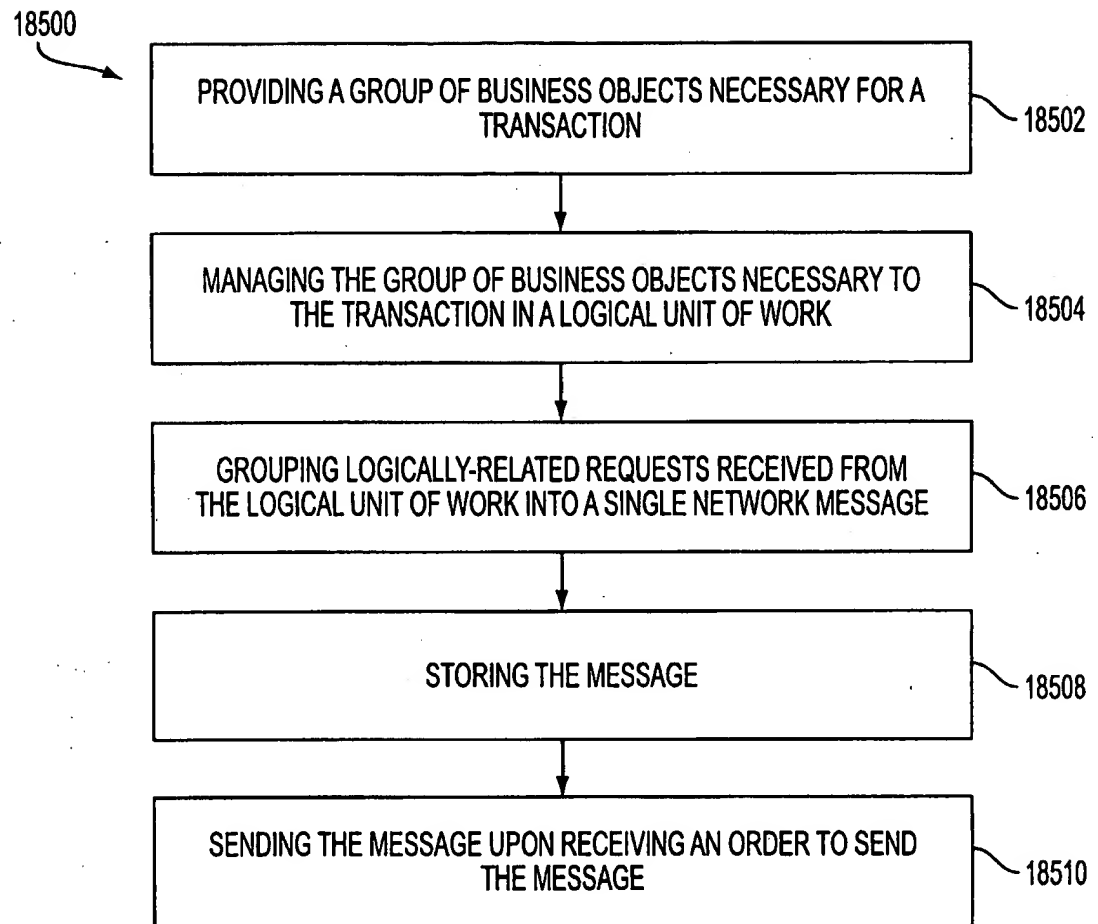 18500
PROVIDING A GROUP OF BUSINESS OBJECTS NECESSARY FOR A
TRANSACTION
18502
MANAGING THE GROUP OF BUSINESS OBJECTS NECESSARY TO
THE TRANSACTION IN A LOGICAL UNIT OF WORK
18504
GROUPING LOGICALLY-RELATED REQUESTS RECEIVED FROM
THE LOGICAL UNIT OF WORK INTO A SINGLE NETWORK MESSAGE
18506
STORING THE MESSAGE
18508
SENDING THE MESSAGE UPON RECEIVING AN ORDER TO SEND
THE MESSAGE
18510